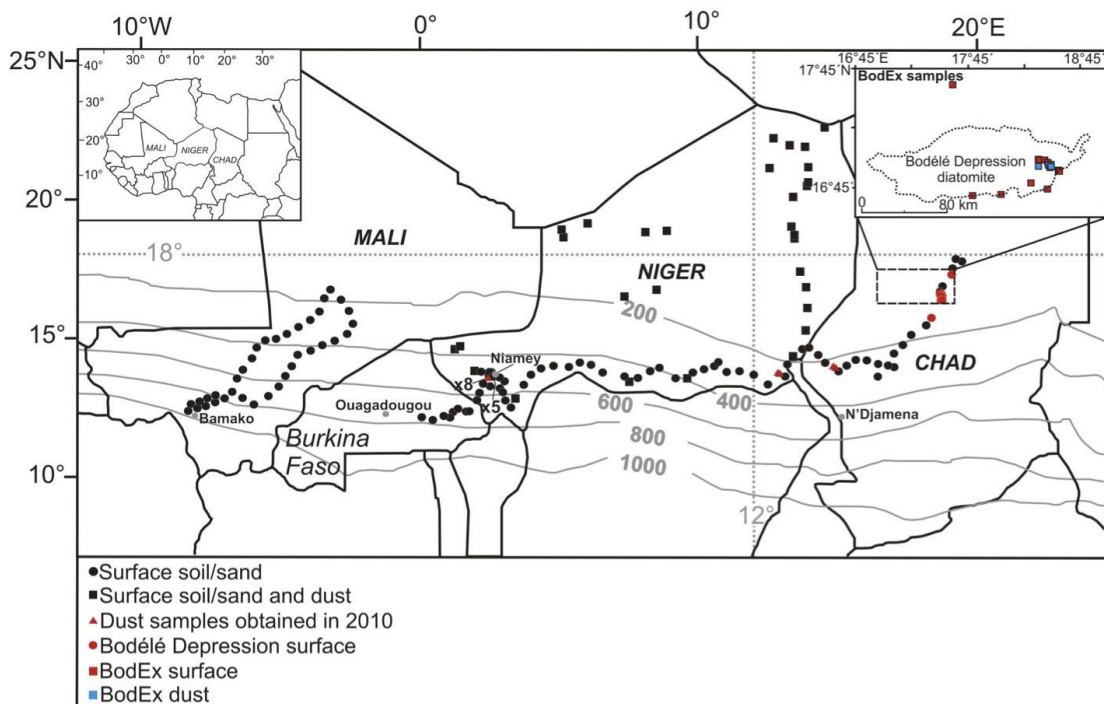 10°W 0° 10° 20°E
25°N
20°
15°
10°
40° 30° 0° 10° 20° 30°
30°
20°
10°
MALI
NIGER
CHAD
16°45´E 17°45´ 18°45´
17°45´N
BodEx samples
16°45´
Bodélé Depression
diatomite
0 80 km
MALI
18°
NIGER
200
CHAD
Niamey
x8
x5
400
600
800
1000
Ouagadougou
Bamako
Burkina
Faso
N'Djamena
12°
Surface soil/sand
Surface soil/sand and dust
Dust samples obtained in 2010
Bodélé Depression surface
BodEx surface
BodEx dust